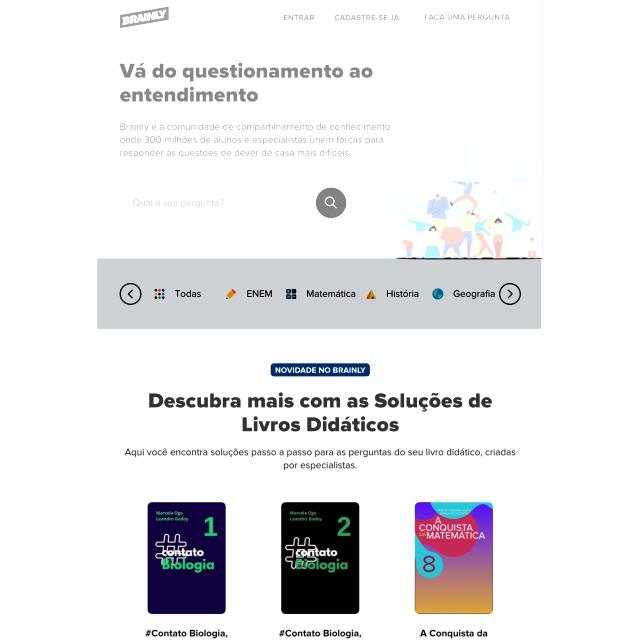 BRAINLY
ENTRAR CADASTRE-SE JÁ FAÇA UMA PERGUNTA
Vá do questionamento ao
entendimento
Brainly é a comunidade de compartilhamento de conhecimento
onde 300 milhões de alunos e especialistas unem forças para
responder as questões de dever de casa mais difíceis.
Qual a sua pergunta?
Todas ENEM Matemática História Geografia
NOVIDADE NO BRAINLY
Descubra mais com as Soluções de
Livros Didáticos
Aqui você encontra soluções passo a passo para as perguntas do seu livro didático, criadas
por especialistas.
Marcela Ogo
Leandro Godoy
1
#contato
Biologia
Marcela Ogo
Leandro Godoy
2
#contato
Biologia
A
CONQUISTA
DA MATEMÁTICA
8
#Contato Biologia,
#Contato Biologia,
A Conquista da